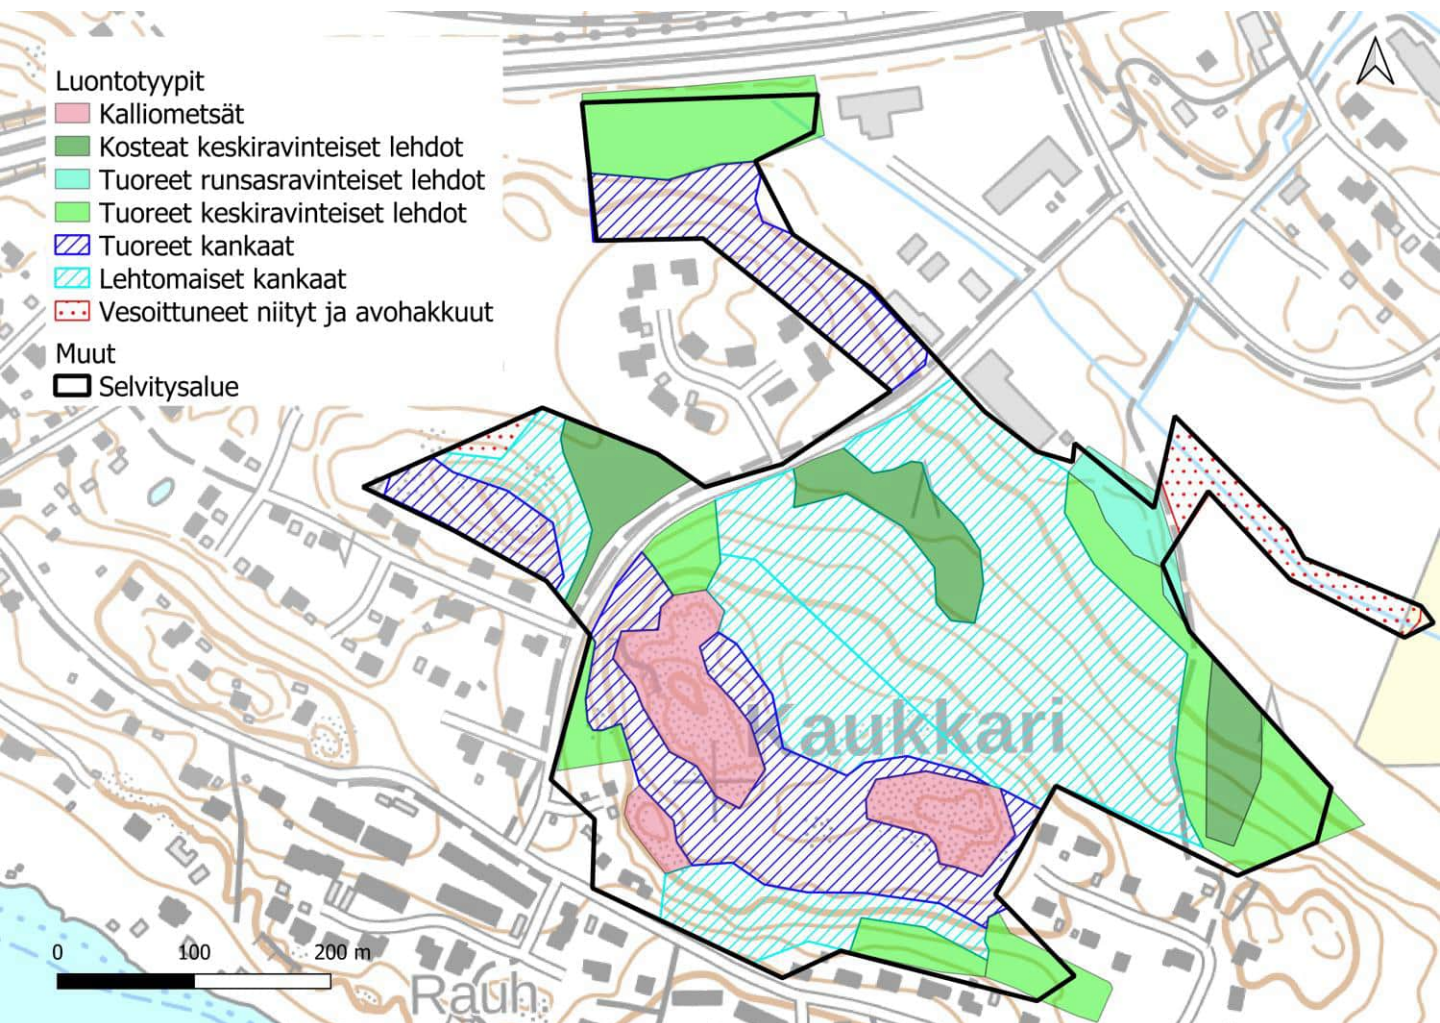 Luontotyypit
Kalliometsät
Kosteat keskiravinteiset lehdot
Tuoreet runsasravinteiset lehdot
Tuoreet keskiravinteiset lehdot
Tuoreet kankaat
Lehtomaiset kankaat
Vesoittuneet niityt ja avohakkuut
Muut
Selvitysalue
Kaukkari
0 100 200 m
Rauh